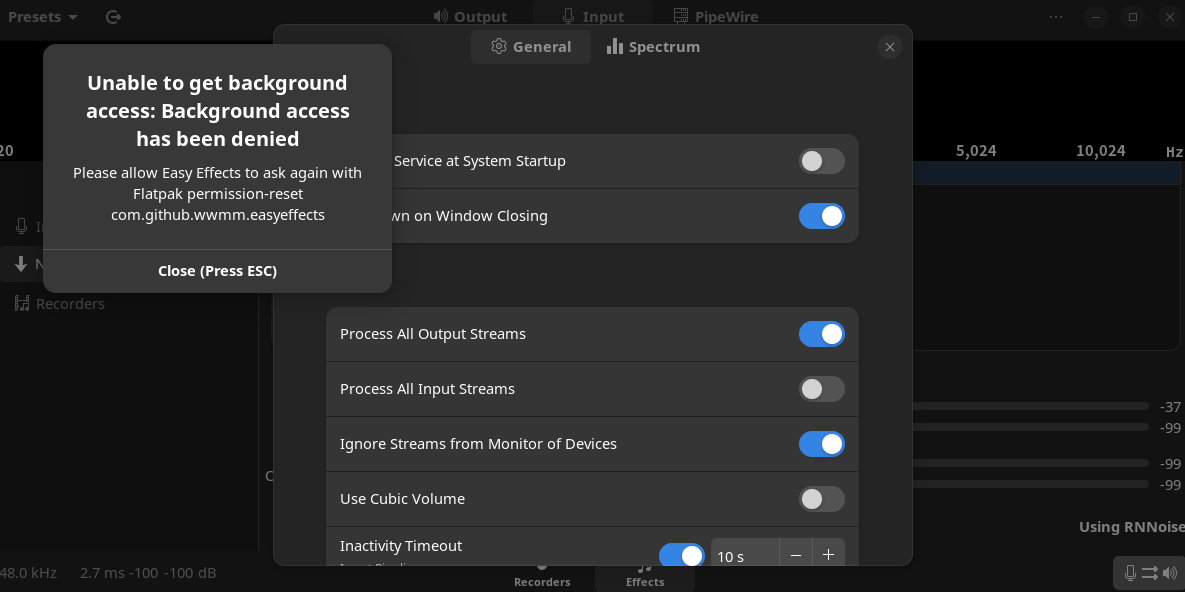 Presets
Output
Input
PipeWire
General
Spectrum
Unable to get background
access: Background access
has been denied
Please allow Easy Effects to ask again with
Flatpak permission-reset
com.github.wwmm.easyeffects
Close (Press ESC)
20
5,024
10,024
Hz
Service at System Startup
on Window Closing
Recorders
Process All Output Streams
Process All Input Streams
Ignore Streams from Monitor of Devices
Use Cubic Volume
Inactivity Timeout
10 s
-37
-99
-99
-99
Using RNNoise
48.0 kHz
2.7 ms -100 -100 dB
Recorders
Effects